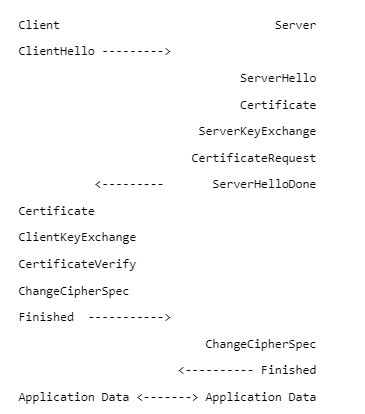 Client Server
ClientHello --------->
ServerHello
Certificate
ServerKeyExchange
CertificateRequest
<--------- ServerHelloDone
Certificate
ClientKeyExchange
CertificateVerify
ChangeCipherSpec
Finished ----------->
ChangeCipherSpec
<---------- Finished
Application Data <-------> Application Data